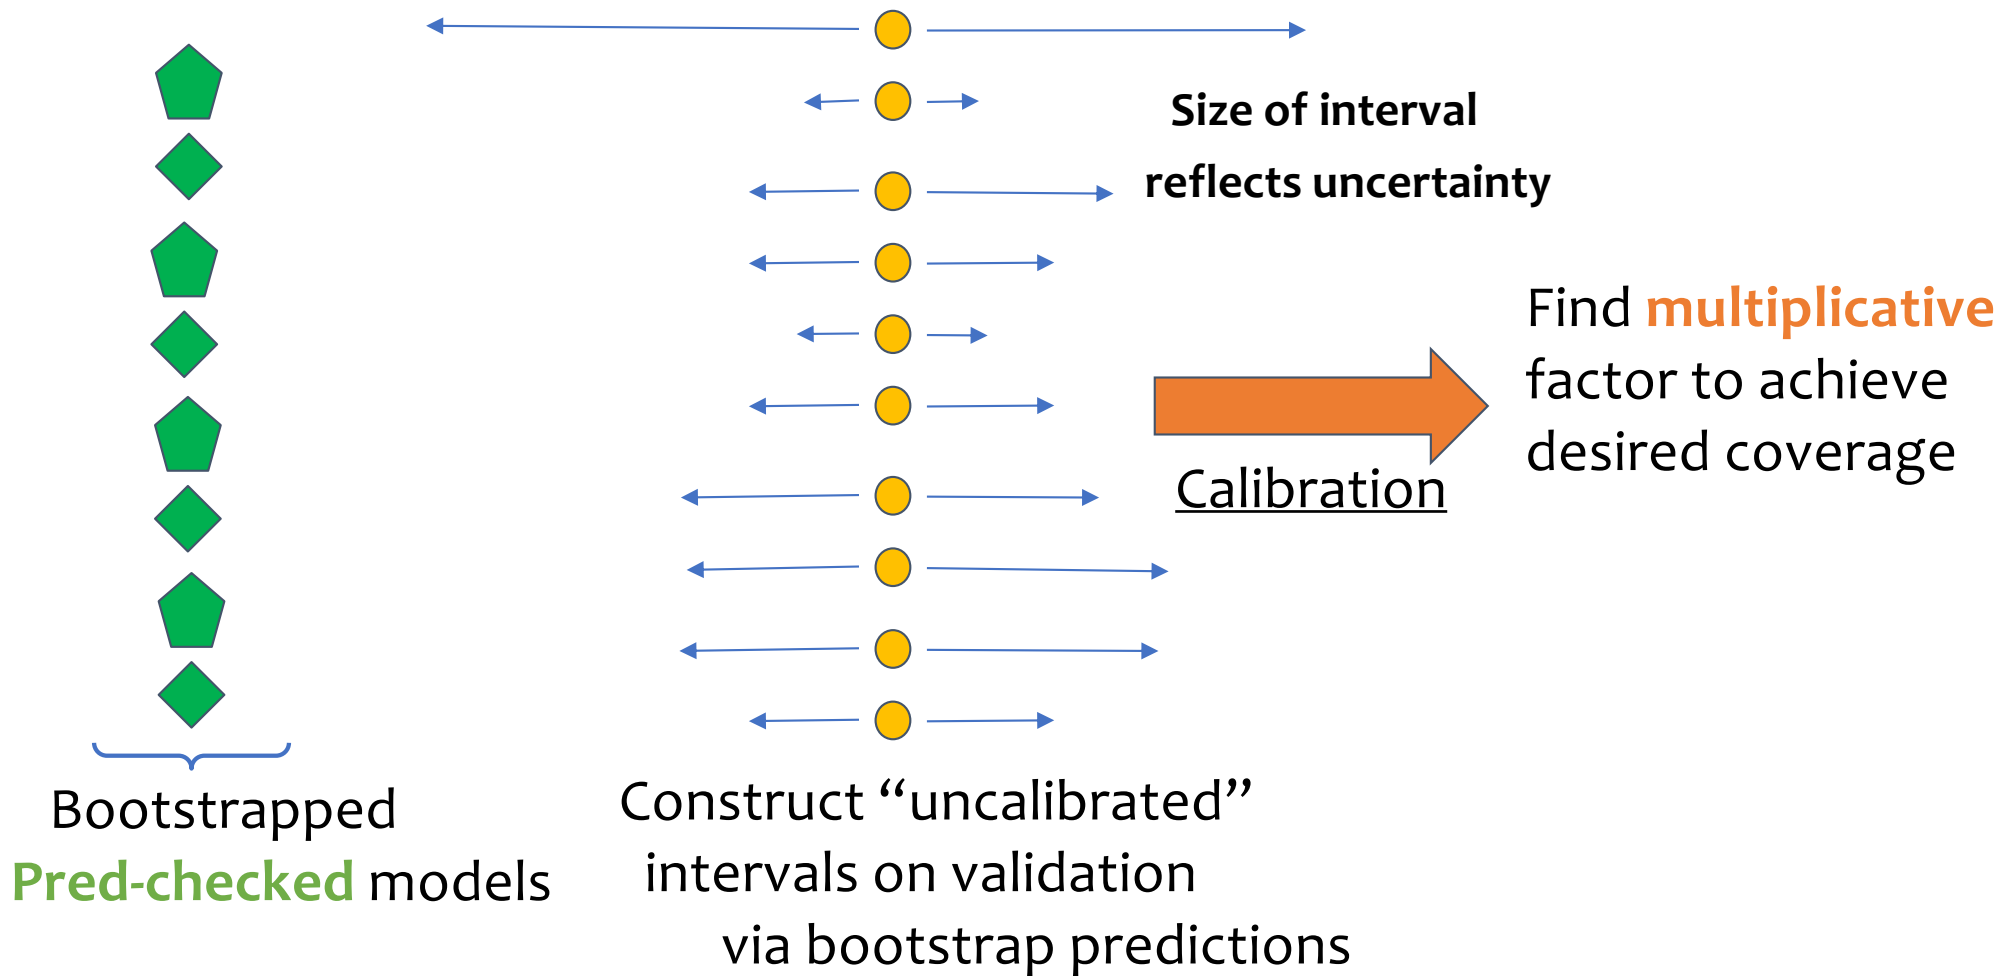 Size of interval
reflects uncertainty
Find multiplicative
factor to achieve
desired coverage
Calibration
Bootstrapped
Pred-checked models
Construct “uncalibrated”
intervals on validation
via bootstrap predictions